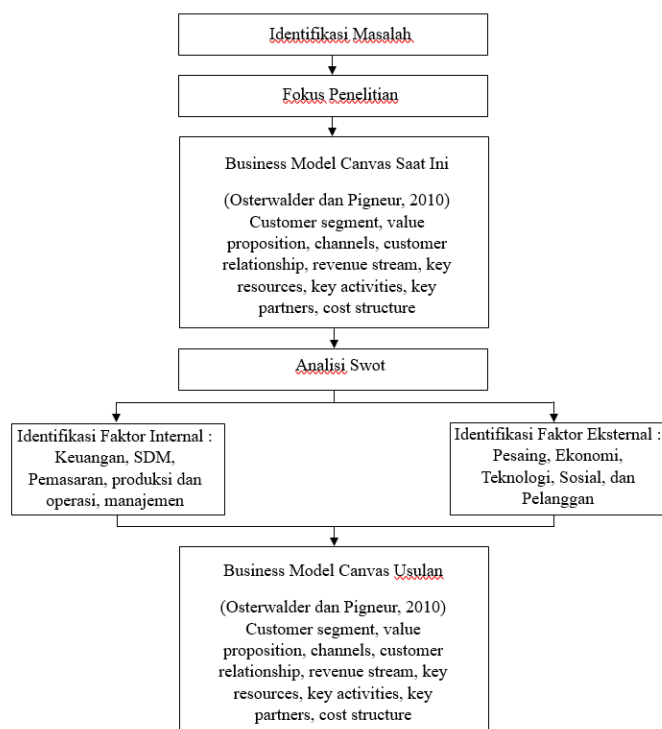 Identifikasi Masalah
Fokus Penelitian
Business Model Canvas Saat Ini
(Osterwalder dan Pigneur, 2010)
Customer segment, value
proposition, channels, customer
relationship, revenue stream, key
resources, key activities, key
partners, cost structure
Analisi Swot
Identifikasi Faktor Internal :
Keuangan, SDM,
Pemasaran, produksi dan
operasi, manajemen
Identifikasi Faktor Eksternal :
Pesaing, Ekonomi,
Teknologi, Sosial, dan
Pelanggan
Business Model Canvas Usulan
(Osterwalder dan Pigneur, 2010)
Customer segment, value
proposition, channels, customer
relationship, revenue stream, key
resources, key activities, key
partners, cost structure